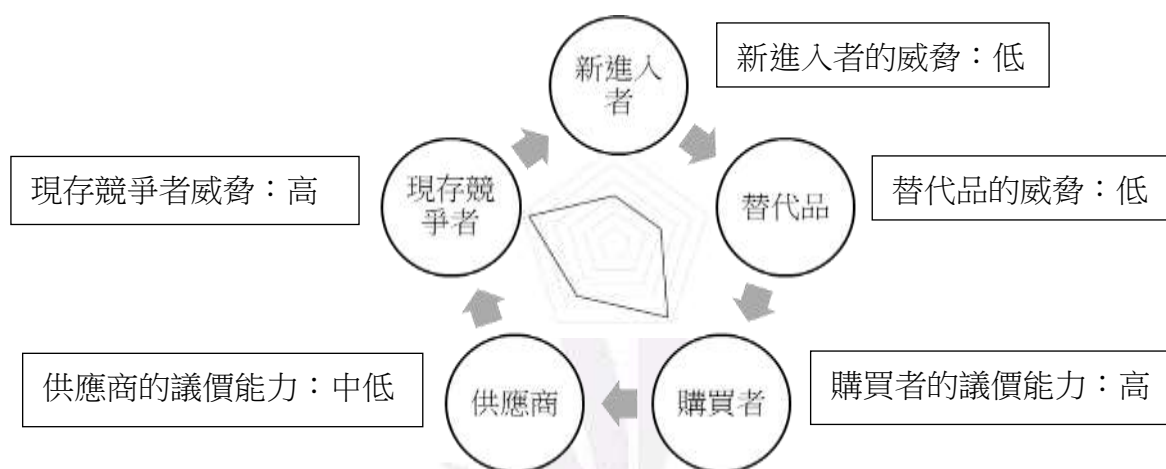 新進入
者
新進入者的威脅：低
現存競爭者威脅：高
現存競
爭者
替代品
替代品的威脅：低
供應商的議價能力：中低
供應商
購買者
購買者的議價能力：高